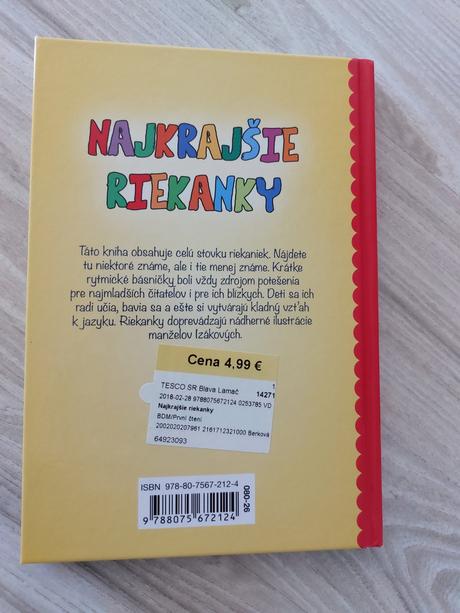 NAJKRAJŠIE
RIEKANKY
Táto kniha obsahuje celú stovku riekaniek. Nájdete
tu niektoré známe, ale i tie menej známe. Krátke
rytmické básničky boli vždy zdrojom potešenia
pre najmladších čitateľov i pre ich blízkych. Deti sa ich
radi učia, bavia sa a ešte si vytvárajú kladný vzťah
k jazyku. Riekanky doprevádzajú nádherné ilustrácie
manželov Izákových.
Cena 4,99 €
TESCO SR Blava Lamač 1
14271
2018-02-28 9788075672124 0253785 VD
Najkrajšie riekanky
BDM/První čtení
2002020207961 2161712321000 Berková
64923093
ISBN 978-80-7567-212-4
080-26
9 788075 672124